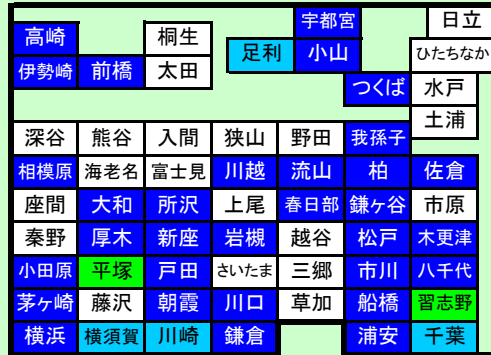 宇都宮 日立
高崎 桐生 足利 小山 ひたちなか
伊勢崎 前橋 太田 つくば 水戸
土浦
深谷 熊谷 入間 狭山 野田 我孫子
相模原 海老名 富士見 川越 流山 柏 佐倉
座間 大和 所沢 上尾 春日部 鎌ヶ谷 市原
秦野 厚木 新座 岩槻 越谷 松戸 木更津
小田原 平塚 戸田 さいたま 三郷 市川 八千代
茅ヶ崎 藤沢 朝霞 川口 草加 船橋 習志野
横浜 横須賀 川崎 鎌倉 浦安 千葉